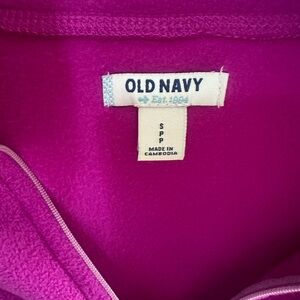 OLD NAVY
Est. 1994
S
P
P
MADE IN
CAMBODIA